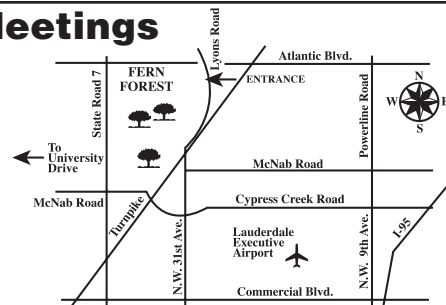 Meetings
Lyons Road
Atlantic Blvd.
FERN
FOREST
ENTRANCE
State Road 7
Powerline Road
N
W
E
S
To
University
Drive
McNab Road
McNab Road
Cypress Creek Road
Turnpike
N.W. 31st Ave.
Lauderdale
Executive
Airport
N.W. 9th Ave.
I-95
Commercial Blvd.